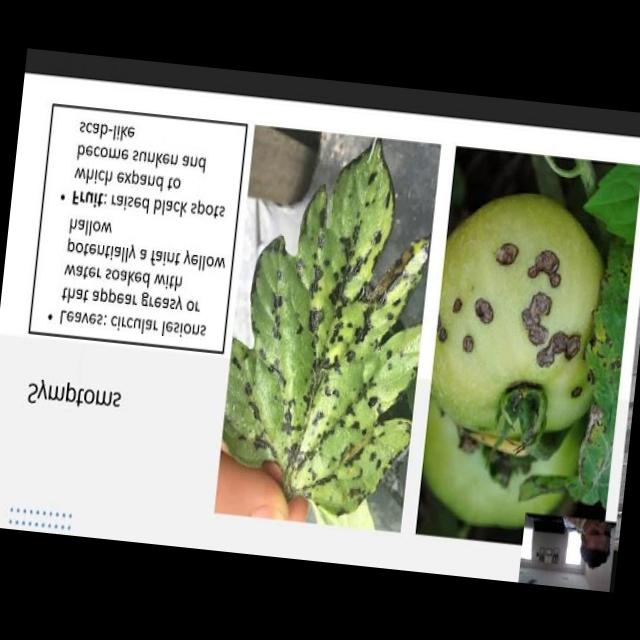 Symptoms
• Leaves: circular lesions
that appear greasy or
water soaked with
potentially a faint yellow
hallow
• Fruit: raised black spots
which expand to
become sunken and
scab-like